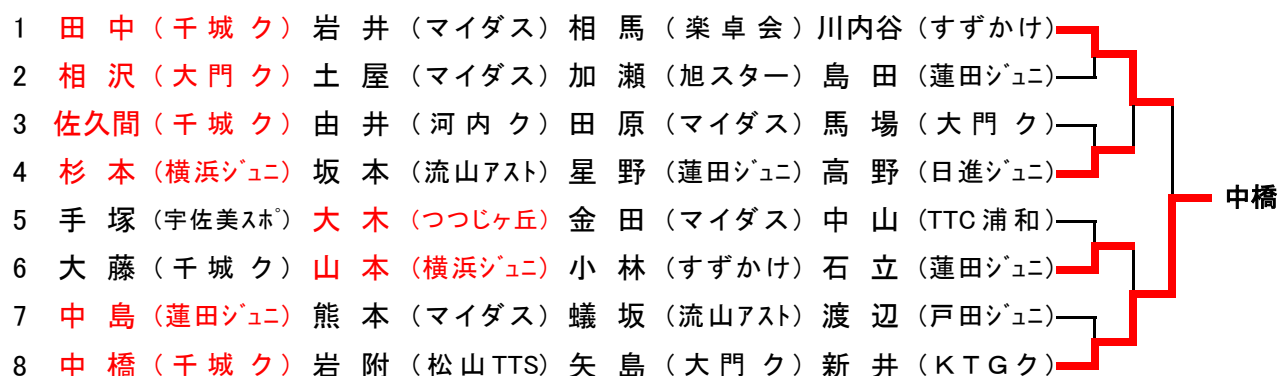 1 田中(千城ク) 岩井(マイダス) 相馬(楽卓会) 川内谷(すずかけ)
2 相沢(大門ク) 土屋(マイダス) 加瀬(旭スター) 島田(蓮田ジュニ)
3 佐久間(千城ク) 由井(河内ク) 田原(マイダス) 馬場(大門ク)
4 杉本(横浜ジュニ) 坂本(流山アスト) 星野(蓮田ジュニ) 高野(日進ジュニ)
中橋
5 手塚(宇佐美スポ) 大木(つつじヶ丘) 金田(マイダス) 中山(TTC浦和)
6 大藤(千城ク) 山本(横浜ジュニ) 小林(すずかけ) 石立(蓮田ジュニ)
7 中島(蓮田ジュニ) 熊本(マイダス) 蟻坂(流山アスト) 渡辺(戸田ジュニ)
8 中橋(千城ク) 岩附(松山TTS) 矢島(大門ク) 新井(KTGク)